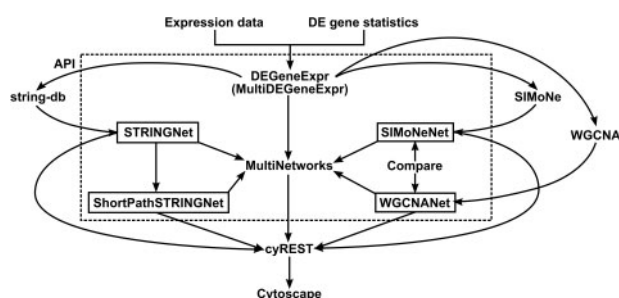 Expression data DE gene statistics
API
DEGeneExpr
(MultiDEGeneExpr)
string-db
SIMoNe
STRINGNet
SIMoNeNet
WGCNA
MultiNetworks
Compare
ShortPathSTRINGNet
WGCNANet
cyREST
Cytoscape